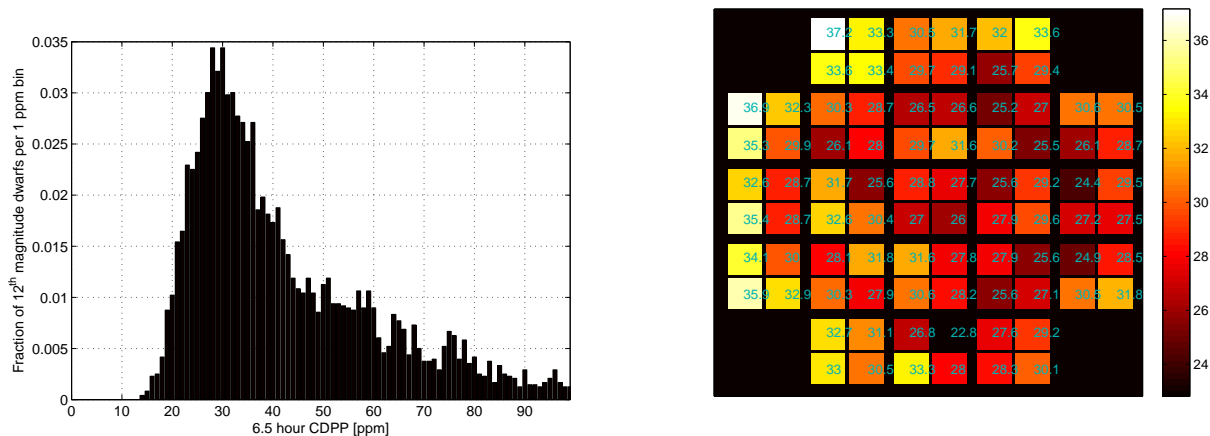 0.035
0.03
0.025
0.02
0.015
0.01
0.005
0
0 10 20 30 40 50 60 70 80 90
6.5 hour CDPP [ppm]
Fraction of 12th magnitude dwarfs per 1 ppm bin
37.2 33.3 30.5 31.7 32 33.6
33.6 33.4 29.7 29.1 25.7 29.4
36.9 32.3 30.3 28.7 26.5 26.6 25.2 27 30.6 30.5
35.3 29.9 26.1 28 29.7 31.6 30.2 25.5 26.1 28.7
32.6 28.7 31.7 25.6 28.8 27.7 25.6 29.2 24.4 29.5
35.4 28.7 32.6 30.4 27 26 27.9 29.6 27.2 27.5
34.1 30 28.1 31.8 31.6 27.8 27.9 25.6 24.9 28.5
35.9 32.9 30.3 27.9 30.6 28.2 25.6 27.1 30.5 31.8
32.7 31.1 26.8 22.8 27.6 29.2
33 30.5 33.3 28 28.3 30.1
36
34
32
30
28
26
24